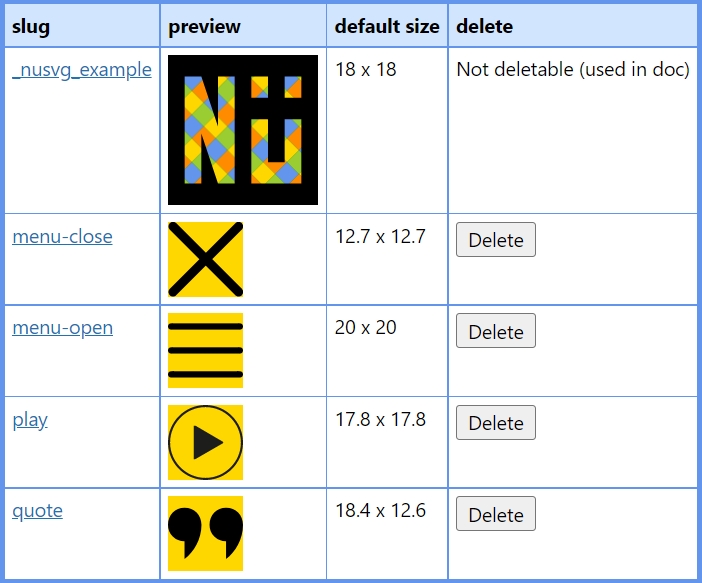 slug preview default size delete
_nusvg_example Nü 18 x 18 Not deletable (used in doc)
menu-close 12.7 x 12.7 Delete
menu-open 20 x 20 Delete
play 17.8 x 17.8 Delete
quote ❟❟ 18.4 x 12.6 Delete